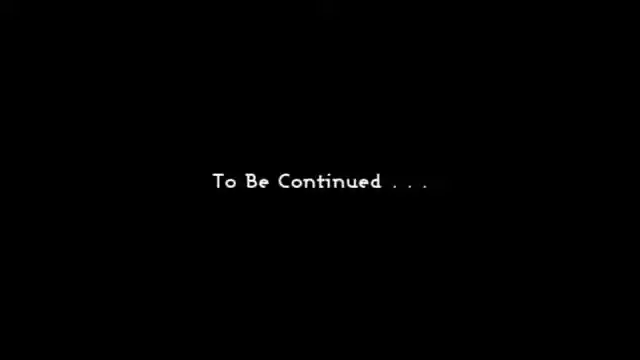 To Be Continued . . .